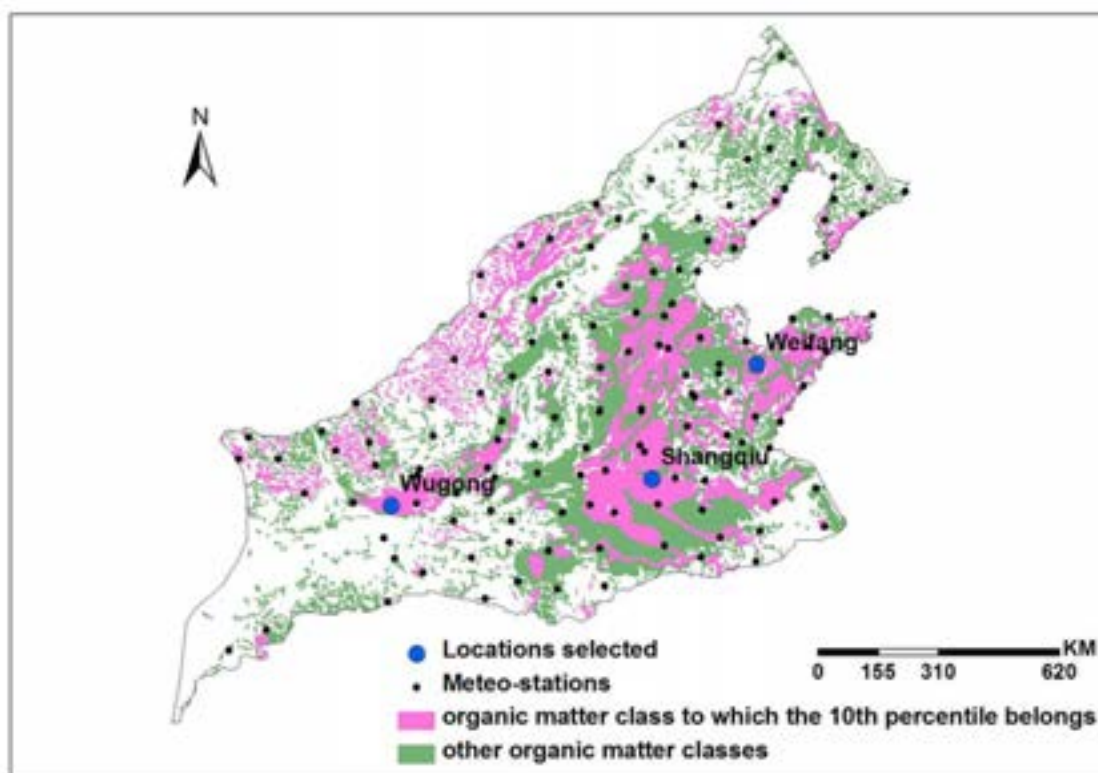 N
Weifang
Shangqiu
Wugong
Locations selected
Meteo-stations
organic matter class to which the 10th percentile belongs
other organic matter classes
KM
0 155 310 620